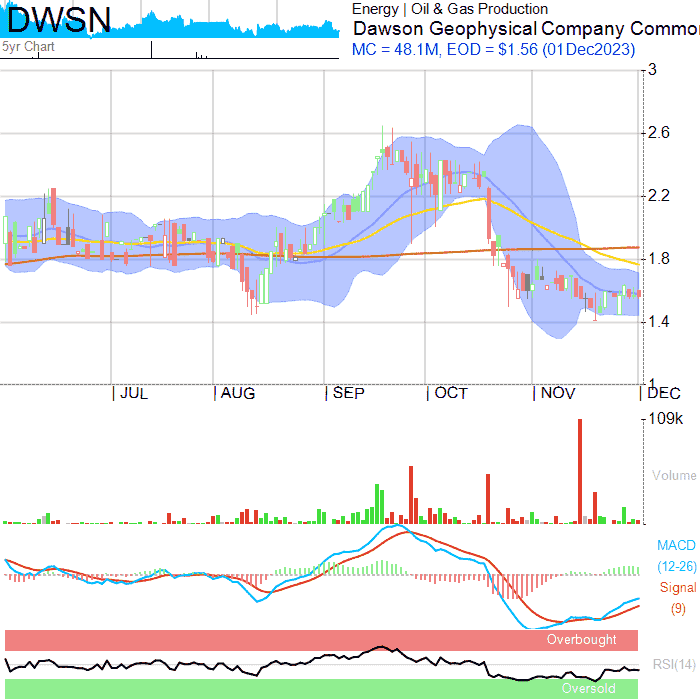 DWSN
5yr Chart
Energy | Oil & Gas Production
Dawson Geophysical Company Commo
MC = 48.1M, EOD = $1.56 (01Dec2023)
3
2.6
2.2
1.8
1.4
1
JUL AUG SEP OCT NOV DEC
109k
Volume
MACD
(12-26)
Signal
(9)
Overbought
RSI(14)
Oversold